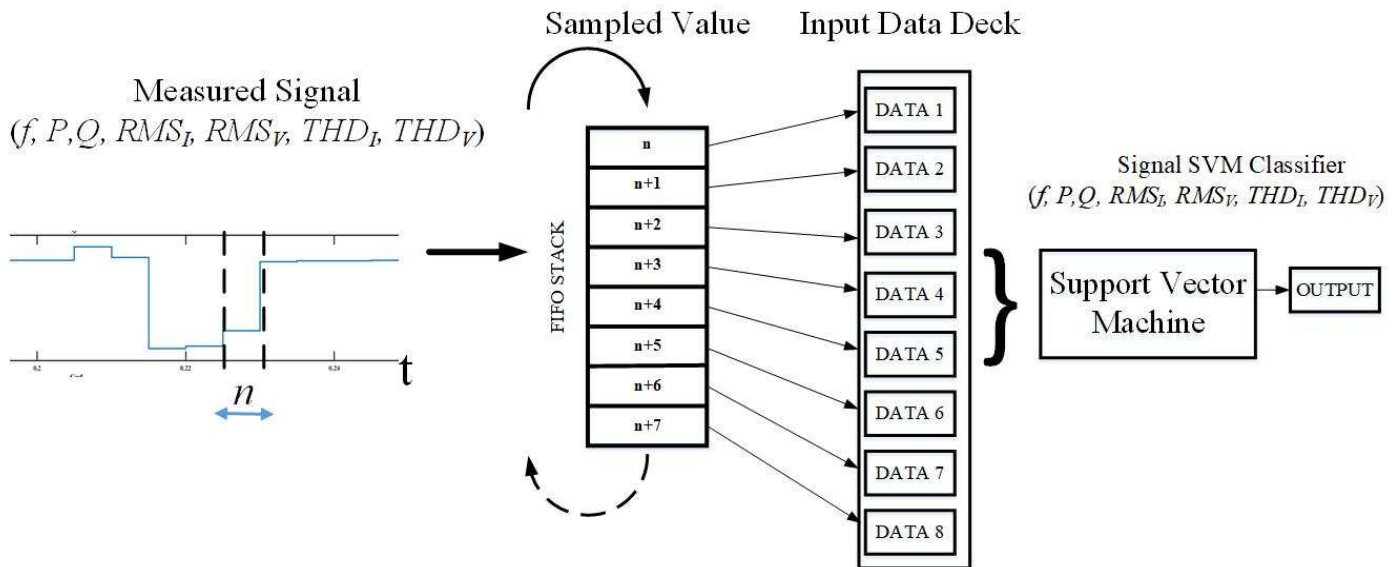 Sampled Value
Input Data Deck
Measured Signal
(f, P,Q, RMS_I, RMS_V, THD_I, THD_V)
0.2
0.22
0.24
t
n
FIFO STACK
n
n+1
n+2
n+3
n+4
n+5
n+6
n+7
DATA 1
DATA 2
DATA 3
DATA 4
DATA 5
DATA 6
DATA 7
DATA 8
Signal SVM Classifier
(f, P,Q, RMS_I, RMS_V, THD_I, THD_V)
Support Vector
Machine
OUTPUT